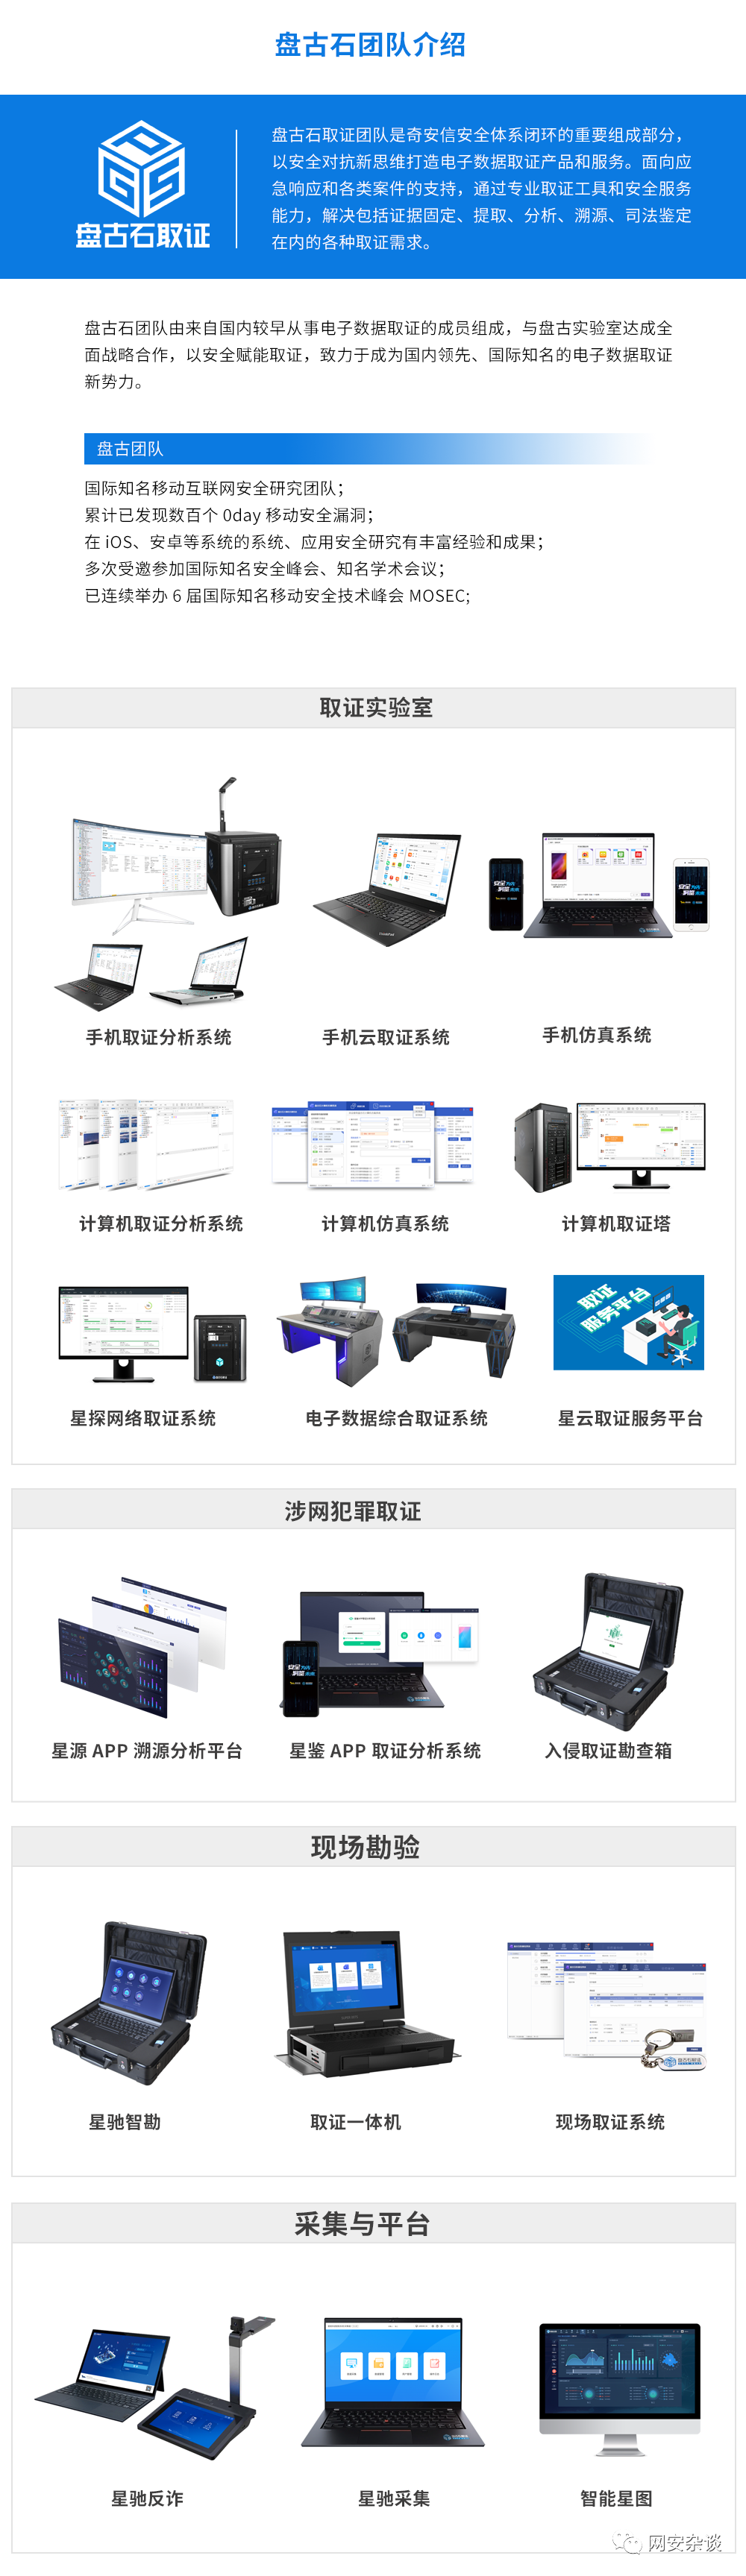 盘古石团队介绍
盘古石取证
盘古石取证团队是奇安信安全体系闭环的重要组成部分，
以安全对抗新思维打造电子数据取证产品和服务。面向应
急响应和各类案件的支持，通过专业取证工具和安全服务
能力，解决包括证据固定、提取、分析、溯源、司法鉴定
在内的各种取证需求。
盘古石团队由来自国内较早从事电子数据取证的成员组成，与盘古实验室达成全
面战略合作，以安全赋能取证，致力于成为国内领先、国际知名的电子数据取证
新势力。
盘古团队
国际知名移动互联网安全研究团队；
累计已发现数百个 0day 移动安全漏洞；
在 iOS、安卓等系统的系统、应用安全研究有丰富经验和成果；
多次受邀参加国际知名安全峰会、知名学术会议；
已连续举办 6 届国际知名移动安全技术峰会 MOSEC;
取证实验室
手机取证分析系统
手机云取证系统
手机仿真系统
计算机取证分析系统
计算机仿真系统
计算机取证塔
取证
服务平台
星探网络取证系统
电子数据综合取证系统
星云取证服务平台
涉网犯罪取证
星源 APP 溯源分析平台
星鉴 APP 取证分析系统
入侵取证勘查箱
现场勘验
盘古石取证
星驰智勘
取证一体机
现场取证系统
采集与平台
星驰反诈
星驰采集
智能星图
网安杂谈